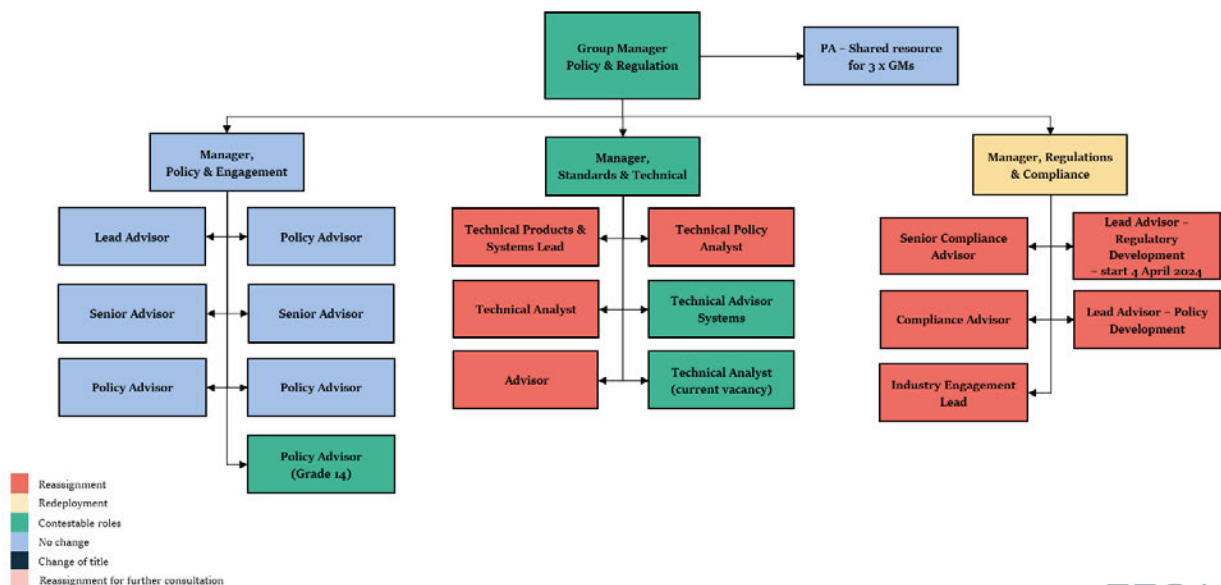 Group Manager
Policy & Regulation
PA – Shared resource
for 3 x GMs
Manager,
Policy & Engagement
Manager,
Standards & Technical
Manager, Regulations
& Compliance
Lead Advisor
Policy Advisor
Senior Advisor
Senior Advisor
Policy Advisor
Policy Advisor
Policy Advisor
(Grade 14)
Technical Products &
Systems Lead
Technical Policy
Analyst
Technical Analyst
Technical Advisor
Systems
Advisor
Technical Analyst
(current vacancy)
Senior Compliance
Advisor
Lead Advisor –
Regulatory
Development
– start 4 April 2024
Compliance Advisor
Lead Advisor – Policy
Development
Industry Engagement
Lead
Reassignment
Redeployment
Contestable roles
No change
Change of title
Reassignment for further consultation